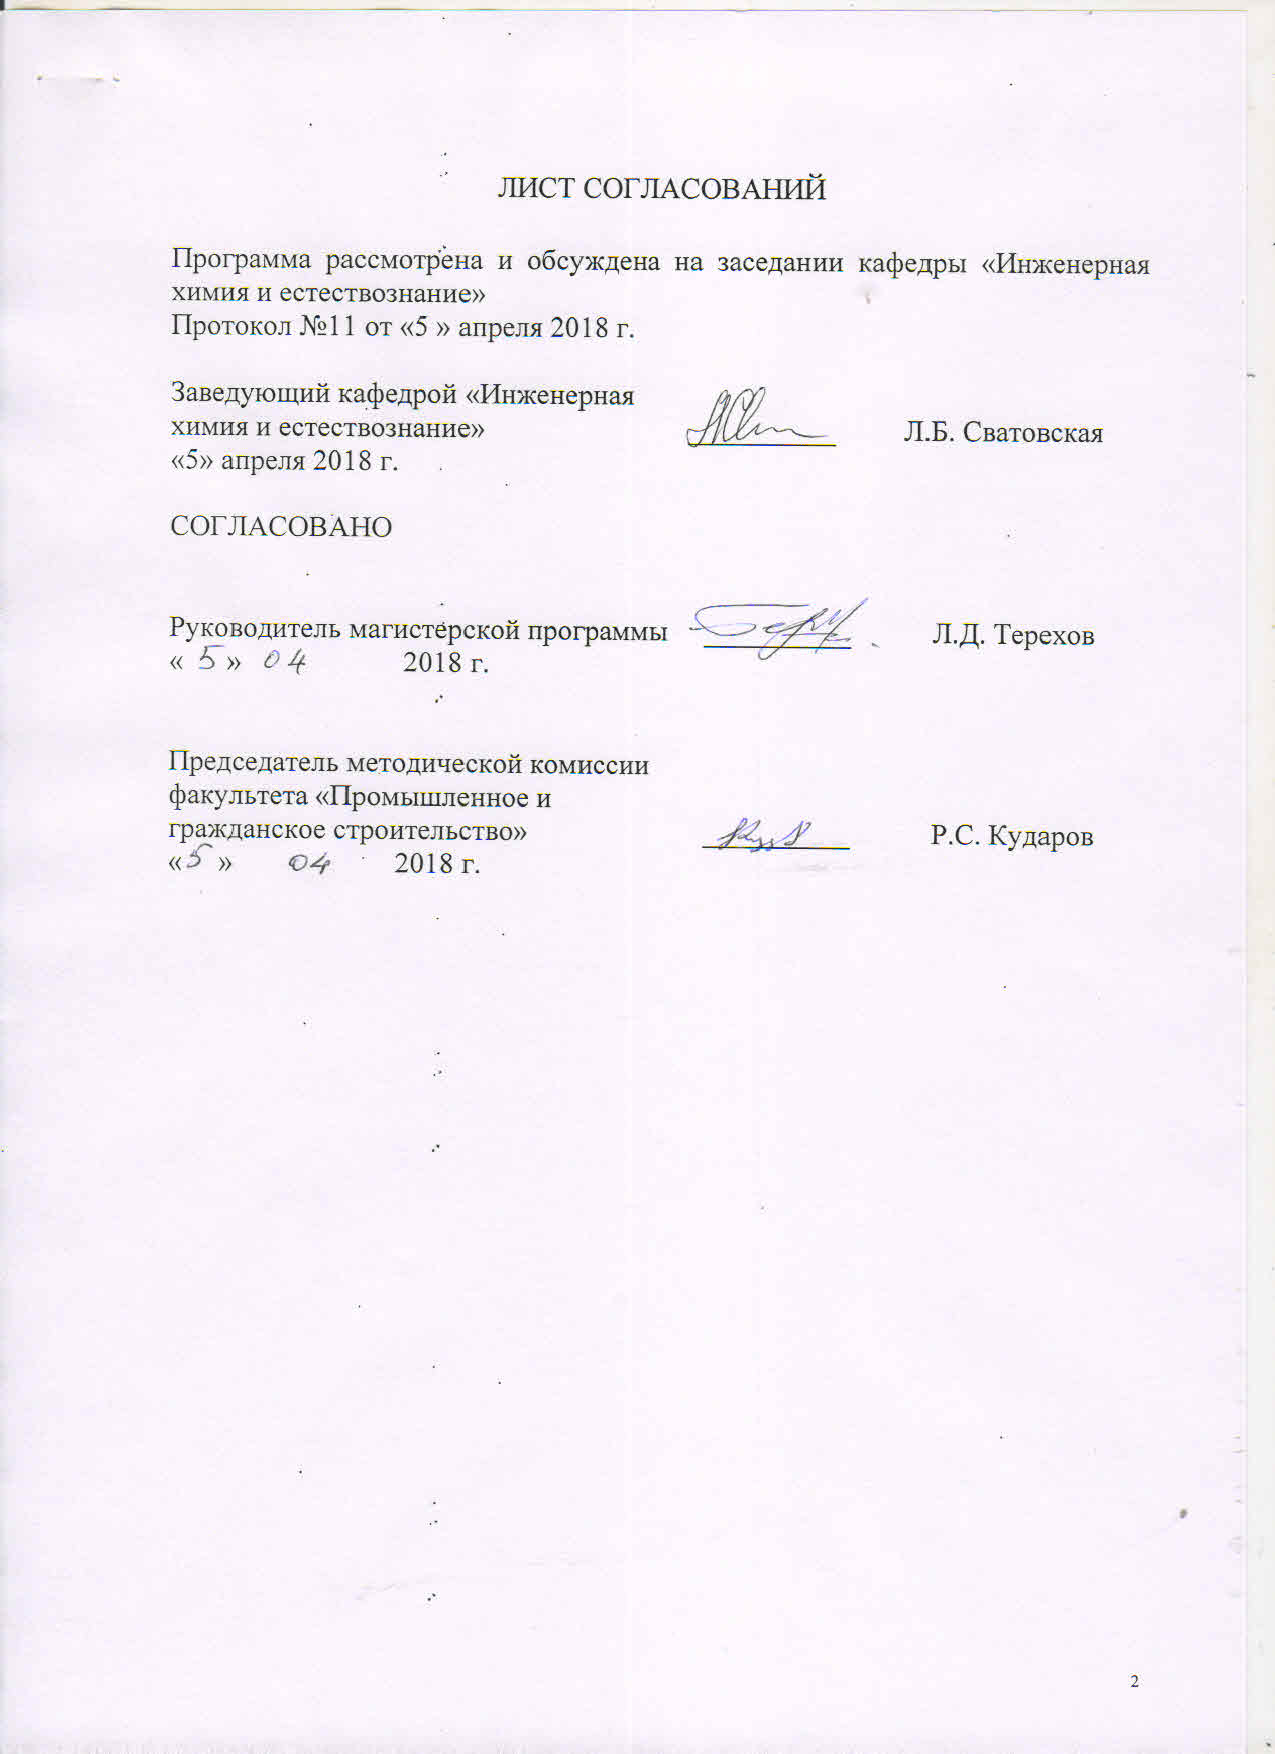 ЛИСТ СОГЛАСОВАНИЙ
Программа рассмотрена и обсуждена на заседании кафедры «Инженерная
химия и естествознание»
Протокол №11 от «5 » апреля 2018 г.
Заведующий кафедрой «Инженерная
химия и естествознание» Л.Б. Сватовская
«5» апреля 2018 г.
СОГЛАСОВАНО
Руководитель магистерской программы Л.Д. Терехов
« 5 » 04 2018 г.
Председатель методической комиссии
факультета «Промышленное и
гражданское строительство» Р.С. Кударов
« 5 » 04 2018 г.
2